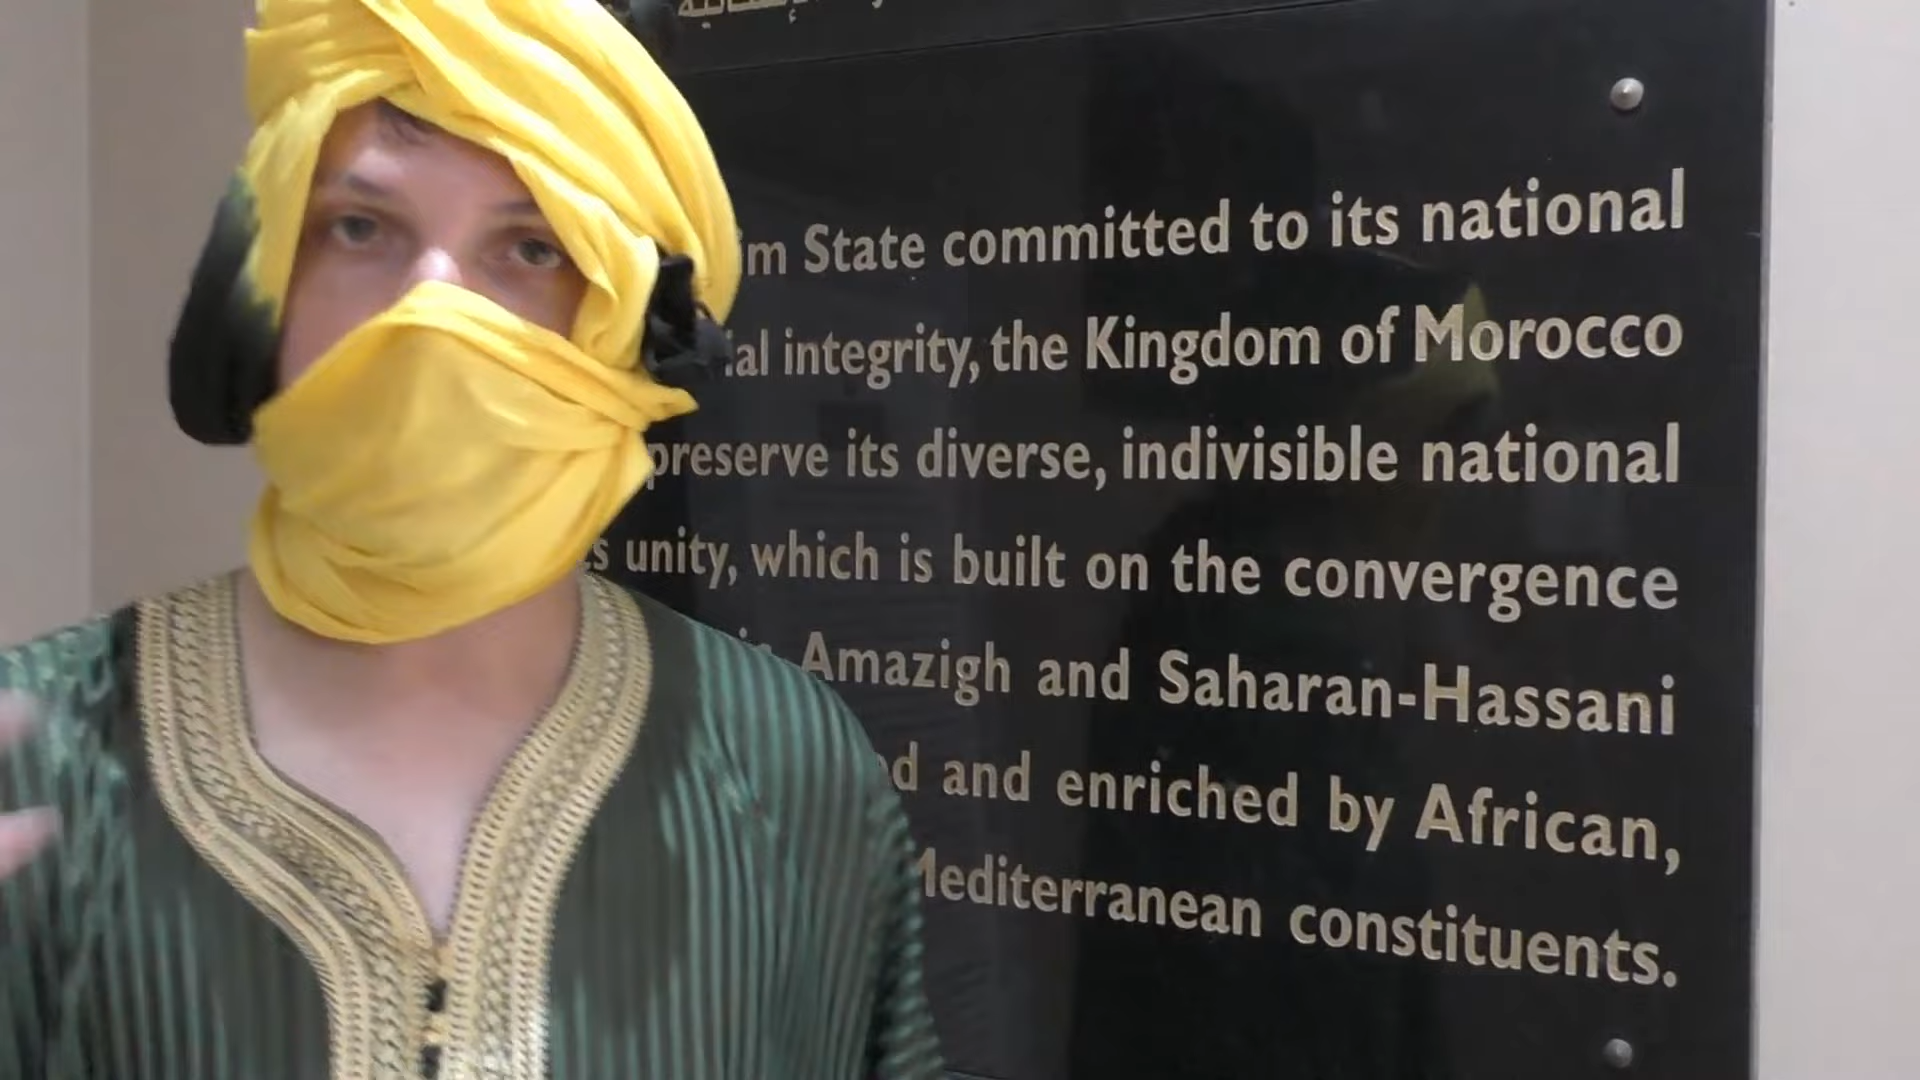 State committed to its national
integrity, the Kingdom of Morocco
preserve its diverse, indivisible national
unity, which is built on the convergence
Amazigh and Saharan-Hassani
and enriched by African,
Mediterranean constituents.